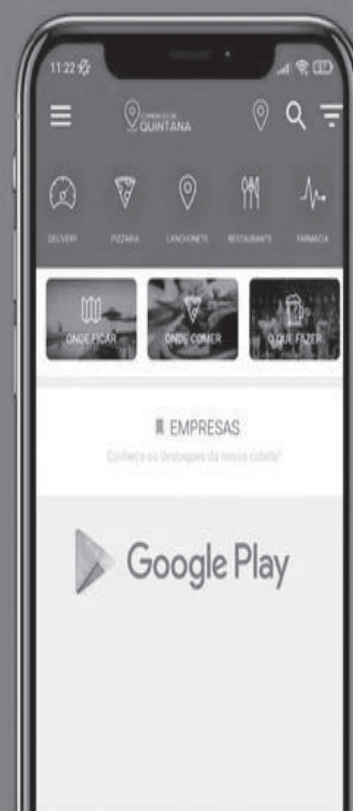 11:22
QUINTANA
DELIVERY
PIZZARIA
LANCHONETE
RESTAURANTE
FARMACIA
ONDE FICAR
ONDE COMER
O QUE FAZER
EMPRESAS
Conheça os destaques da nossa cidade!
Google Play